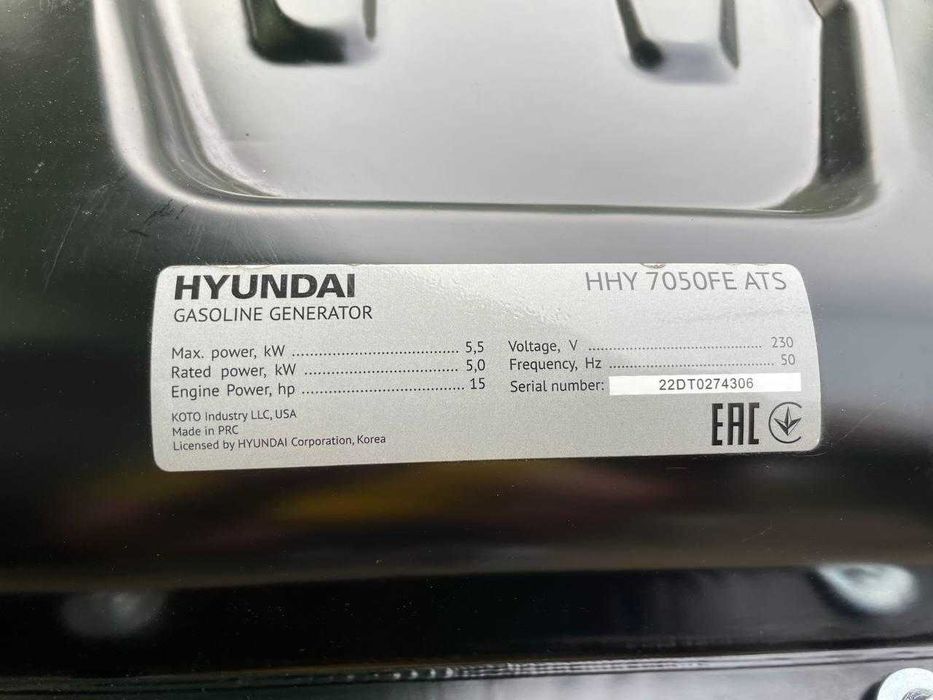 HYUNDAI
GASOLINE GENERATOR
HHY 7050FE ATS
Max. power, kW ........................................ 5,5
Rated power, kW ..................................... 5,0
Engine Power, hp ..................................... 15
Voltage, V ........................................ 230
Frequency, Hz ........................................ 50
Serial number: 22DT0274306
KOTO Industry LLC, USA
Made in PRC
Licensed by HYUNDAI Corporation, Korea
EAC